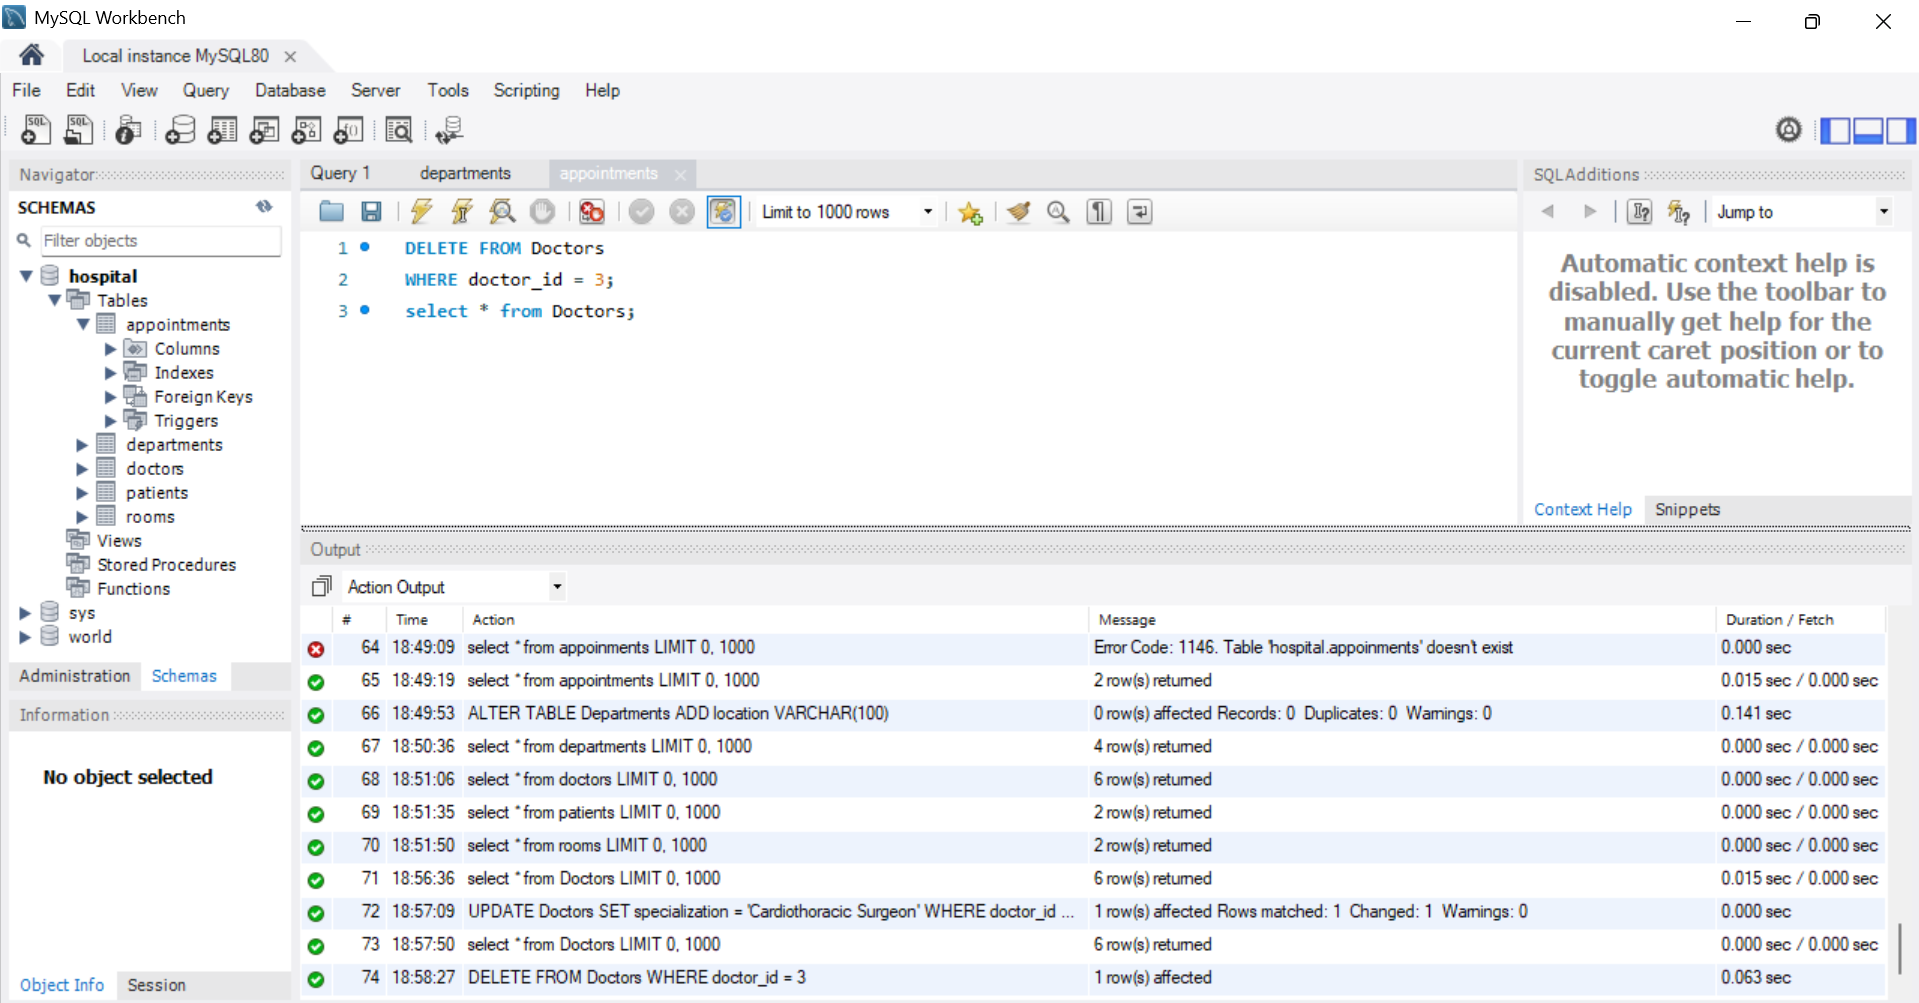 MySQL Workbench
Local instance MySQL80
File Edit View Query Database Server Tools Scripting Help
Navigator
SCHEMAS
Filter objects
hospital
Tables
appointments
Columns
Indexes
Foreign Keys
Triggers
departments
doctors
patients
rooms
Views
Stored Procedures
Functions
sys
world
Administration Schemas
Information
No object selected
Object Info Session
Query 1 departments appointments
Limit to 1000 rows
1 DELETE FROM Doctors
2 WHERE doctor_id = 3;
3 select * from Doctors;
SQLAdditions
Jump to
Automatic context help is
disabled. Use the toolbar to
manually get help for the
current caret position or to
toggle automatic help.
Context Help Snippets
Output
Action Output
# Time Action Message Duration / Fetch
64 18:49:09 select * from appoinments LIMIT 0, 1000 Error Code: 1146. Table 'hospital.appoinments' doesn't exist 0.000 sec
65 18:49:19 select * from appointments LIMIT 0, 1000 2 row(s) returned 0.015 sec / 0.000 sec
66 18:49:53 ALTER TABLE Departments ADD location VARCHAR(100) 0 row(s) affected Records: 0 Duplicates: 0 Warnings: 0 0.141 sec
67 18:50:36 select * from departments LIMIT 0, 1000 4 row(s) returned 0.000 sec / 0.000 sec
68 18:51:06 select * from doctors LIMIT 0, 1000 6 row(s) returned 0.000 sec / 0.000 sec
69 18:51:35 select * from patients LIMIT 0, 1000 2 row(s) returned 0.000 sec / 0.000 sec
70 18:51:50 select * from rooms LIMIT 0, 1000 2 row(s) returned 0.000 sec / 0.000 sec
71 18:56:36 select * from Doctors LIMIT 0, 1000 6 row(s) returned 0.015 sec / 0.000 sec
72 18:57:09 UPDATE Doctors SET specialization = 'Cardiothoracic Surgeon' WHERE doctor_id ... 1 row(s) affected Rows matched: 1 Changed: 1 Warnings: 0 0.000 sec
73 18:57:50 select * from Doctors LIMIT 0, 1000 6 row(s) returned 0.000 sec / 0.000 sec
74 18:58:27 DELETE FROM Doctors WHERE doctor_id = 3 1 row(s) affected 0.063 sec